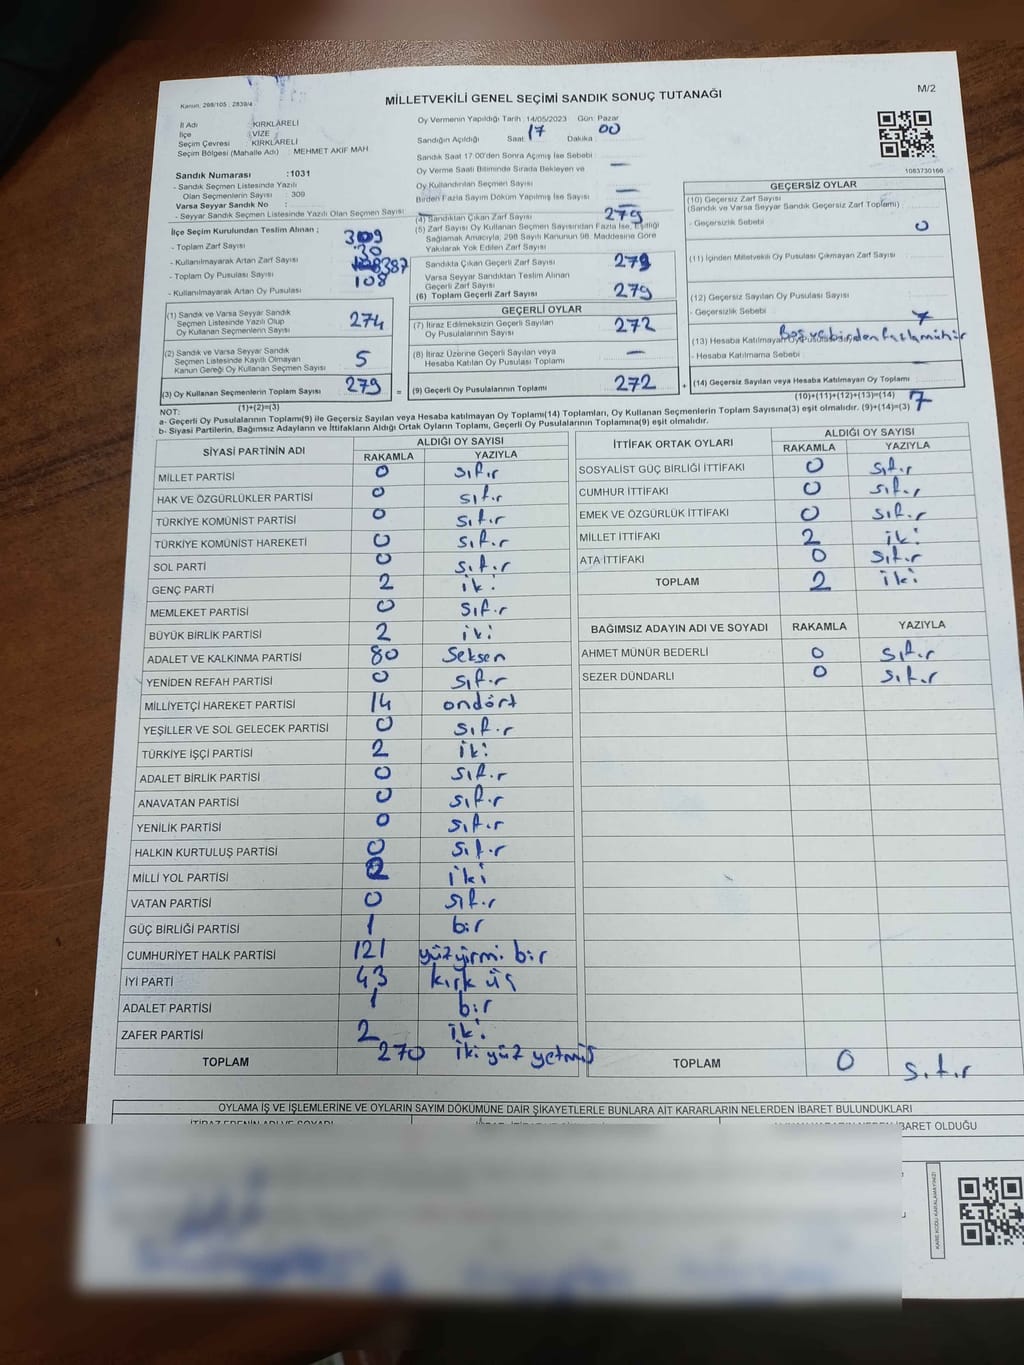 Kanun: 298/105 : 2839/4
MİLLETVEKİLİ GENEL SEÇİMİ SANDIK SONUÇ TUTANAĞI
M/2
İl Adı : KIRKLARELİ
İlçe : VİZE
Seçim Çevresi : KIRKLARELİ
Seçim Bölgesi (Mahalle Adı) : MEHMET AKİF MAH
Sandık Numarası :1031
- Sandık Seçmen Listesinde Yazılı
Olan Seçmenlerin Sayısı : 309
Varsa Seyyar Sandık No :
- Seyyar Sandık Seçmen Listesinde Yazılı Olan Seçmen Sayısı:
İlçe Seçim Kurulundan Teslim Alınan ;
- Toplam Zarf Sayısı 309
- Kullanılmayarak Artan Zarf Sayısı 30
- Toplam Oy Pusulası Sayısı 387
- Kullanılmayarak Artan Oy Pusulası 108
(1) Sandık ve Varsa Seyyar Sandık
Seçmen Listesinde Yazılı Olup
Oy Kullanan Seçmenlerin Sayısı 274
(2) Sandık ve Varsa Seyyar Sandık
Seçmen Listesinde Kayıtlı Olmayan
Kanun Gereği Oy Kullanan Seçmen Sayısı 5
(3) Oy Kullanan Seçmenlerin Toplam Sayısı 279 =
(1)+(2)=(3)
Oy Vermenin Yapıldığı Tarih :14/05/2023 Gün: Pazar
Sandığın Açıldığı Saat: 17 Dakika : 00
Sandık Saat 17:00'den Sonra Açılmış İse Sebebi : —
Oy Verme Saati Bitiminde Sırada Bekleyen ve
Oy Kullandırılan Seçmen Sayısı : —
Birden Fazla Sayım Döküm Yapılmış İse Sayısı : —
(4) Sandıktan Çıkan Zarf Sayısı 279
(5) Zarf Sayısı Oy Kullanan Seçmen Sayısından Fazla İse, Eşitliği
Sağlamak Amacıyla, 298 Sayılı Kanunun 98. Maddesine Göre
Yakılarak Yok Edilen Zarf Sayısı
Sandıkta Çıkan Geçerli Zarf Sayısı 279
Varsa Seyyar Sandıktan Teslim Alınan
Geçerli Zarf Sayısı
(6) Toplam Geçerli Zarf Sayısı 279
GEÇERLİ OYLAR
(7) İtiraz Edilmeksizin Geçerli Sayılan
Oy Pusulalarının Sayısı 272
(8) İtiraz Üzerine Geçerli Sayılan veya
Hesaba Katılan Oy Pusulası Toplamı —
(9) Geçerli Oy Pusulalarının Toplamı 272 +
1083730166
GEÇERSİZ OYLAR
(10) Geçersiz Zarf Sayısı
(Sandık ve Varsa Seyyar Sandık Geçersiz Zarf Toplamı)
- Geçersizlik Sebebi : 0
(11) İçinden Milletvekili Oy Pusulası Çıkmayan Zarf Sayısı
(12) Geçersiz Sayılan Oy Pusulası Sayısı
- Geçersizlik Sebebi : 7
Boş ve birden fazla mühür
(13) Hesaba Katılmayan Oy Pusulası Sayısı
- Hesaba Katılmama Sebebi : —
(14) Geçersiz Sayılan veya Hesaba Katılmayan Oy Toplamı
(10)+(11)+(12)+(13)=(14) 7
NOT:
a- Geçerli Oy Pusulalarının Toplamı(9) ile Geçersiz Sayılan veya Hesaba katılmayan Oy Toplamı(14) Toplamları, Oy Kullanan Seçmenlerin Toplam Sayısına(3) eşit olmalıdır. (9)+(14)=(3)
b- Siyasi Partilerin, Bağımsız Adayların ve İttifakların Aldığı Ortak Oyların Toplamı, Geçerli Oy Pusulalarının Toplamına(9) eşit olmalıdır.
SİYASİ PARTİNİN ADI ALDIĞI OY SAYISI
RAKAMLA YAZIYLA
MİLLET PARTİSİ 0 sıfır
HAK VE ÖZGÜRLÜKLER PARTİSİ 0 sıfır
TÜRKİYE KOMÜNİST PARTİSİ 0 sıfır
TÜRKİYE KOMÜNİST HAREKETİ 0 sıfır
SOL PARTİ 0 sıfır
GENÇ PARTİ 2 iki
MEMLEKET PARTİSİ 0 sıfır
BÜYÜK BİRLİK PARTİSİ 2 iki
ADALET VE KALKINMA PARTİSİ 80 seksen
YENİDEN REFAH PARTİSİ 0 sıfır
MİLLİYETÇİ HAREKET PARTİSİ 14 ondört
YEŞİLLER VE SOL GELECEK PARTİSİ 0 sıfır
TÜRKİYE İŞÇİ PARTİSİ 2 iki
ADALET BİRLİK PARTİSİ 0 sıfır
ANAVATAN PARTİSİ 0 sıfır
YENİLİK PARTİSİ 0 sıfır
HALKIN KURTULUŞ PARTİSİ 0 sıfır
MİLLİ YOL PARTİSİ 2 iki
VATAN PARTİSİ 0 sıfır
GÜÇ BİRLİĞİ PARTİSİ 1 bir
CUMHURİYET HALK PARTİSİ 121 yüzyirmi bir
İYİ PARTİ 43 kırk üç
ADALET PARTİSİ 1 bir
ZAFER PARTİSİ 2 iki
TOPLAM 270 iki yüz yetmiş
İTTİFAK ORTAK OYLARI ALDIĞI OY SAYISI
RAKAMLA YAZIYLA
SOSYALİST GÜÇ BİRLİĞİ İTTİFAKI 0 sıfır
CUMHUR İTTİFAKI 0 sıfır
EMEK VE ÖZGÜRLÜK İTTİFAKI 0 sıfır
MİLLET İTTİFAKI 2 iki
ATA İTTİFAKI 0 sıfır
TOPLAM 2 iki
BAĞIMSIZ ADAYIN ADI VE SOYADI RAKAMLA YAZIYLA
AHMET MÜNÜR BEDERLİ 0 sıfır
SEZER DÜNDARLI 0 sıfır
TOPLAM 0 sıfır
OYLAMA İŞ VE İŞLEMLERİNE VE OYLARIN SAYIM DÖKÜMÜNE DAİR ŞİKAYETLERLE BUNLARA AİT KARARLARIN NELERDEN İBARET BULUNDUKLARI
İTİRAZ EDENİN ADI VE SOYADI
İBARET OLDUĞU
KARE KODU KARALAMAYINIZ!